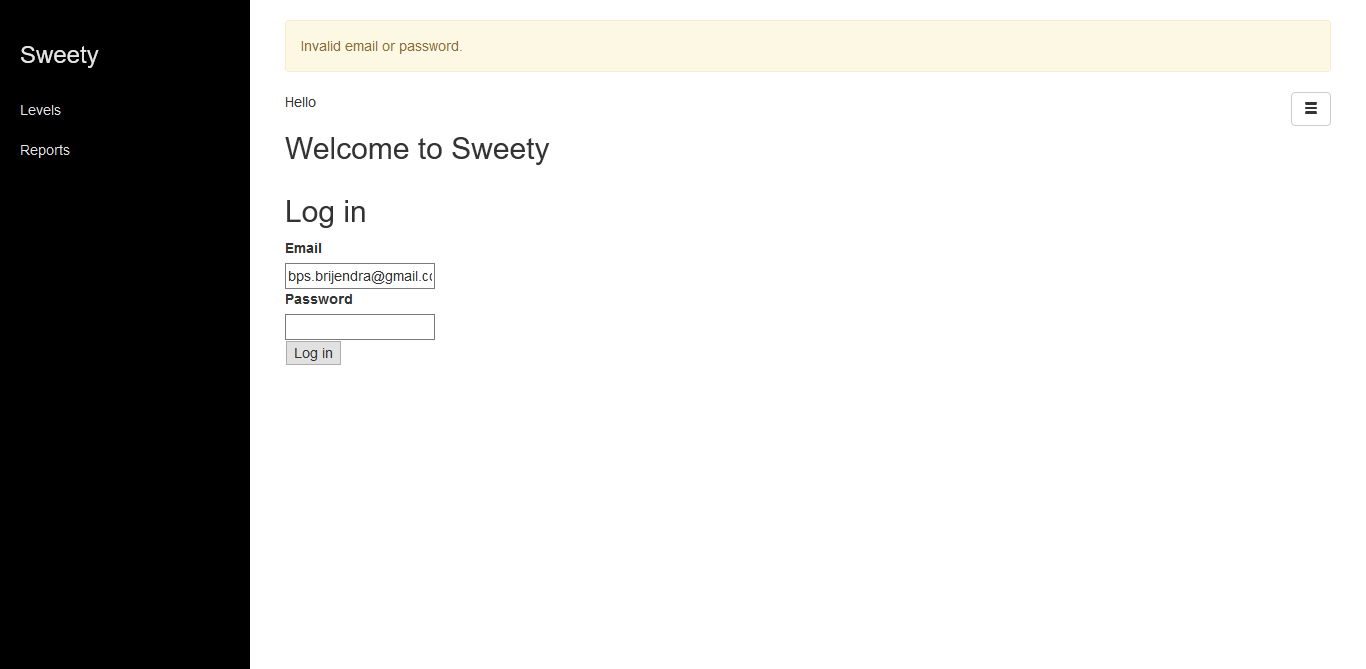 Sweety
Levels
Reports
Invalid email or password.
Hello
Welcome to Sweety
Log in
Email
bps.brijendra@gmail.cc
Password
Log in